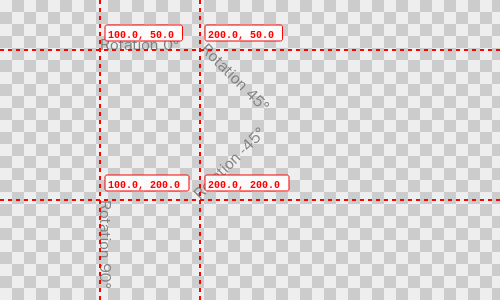 100.0, 50.0
200.0, 50.0
Rotation 0°
Rotation 45°
Rotation -45°
100.0, 200.0
200.0, 200.0
Rotation 90°